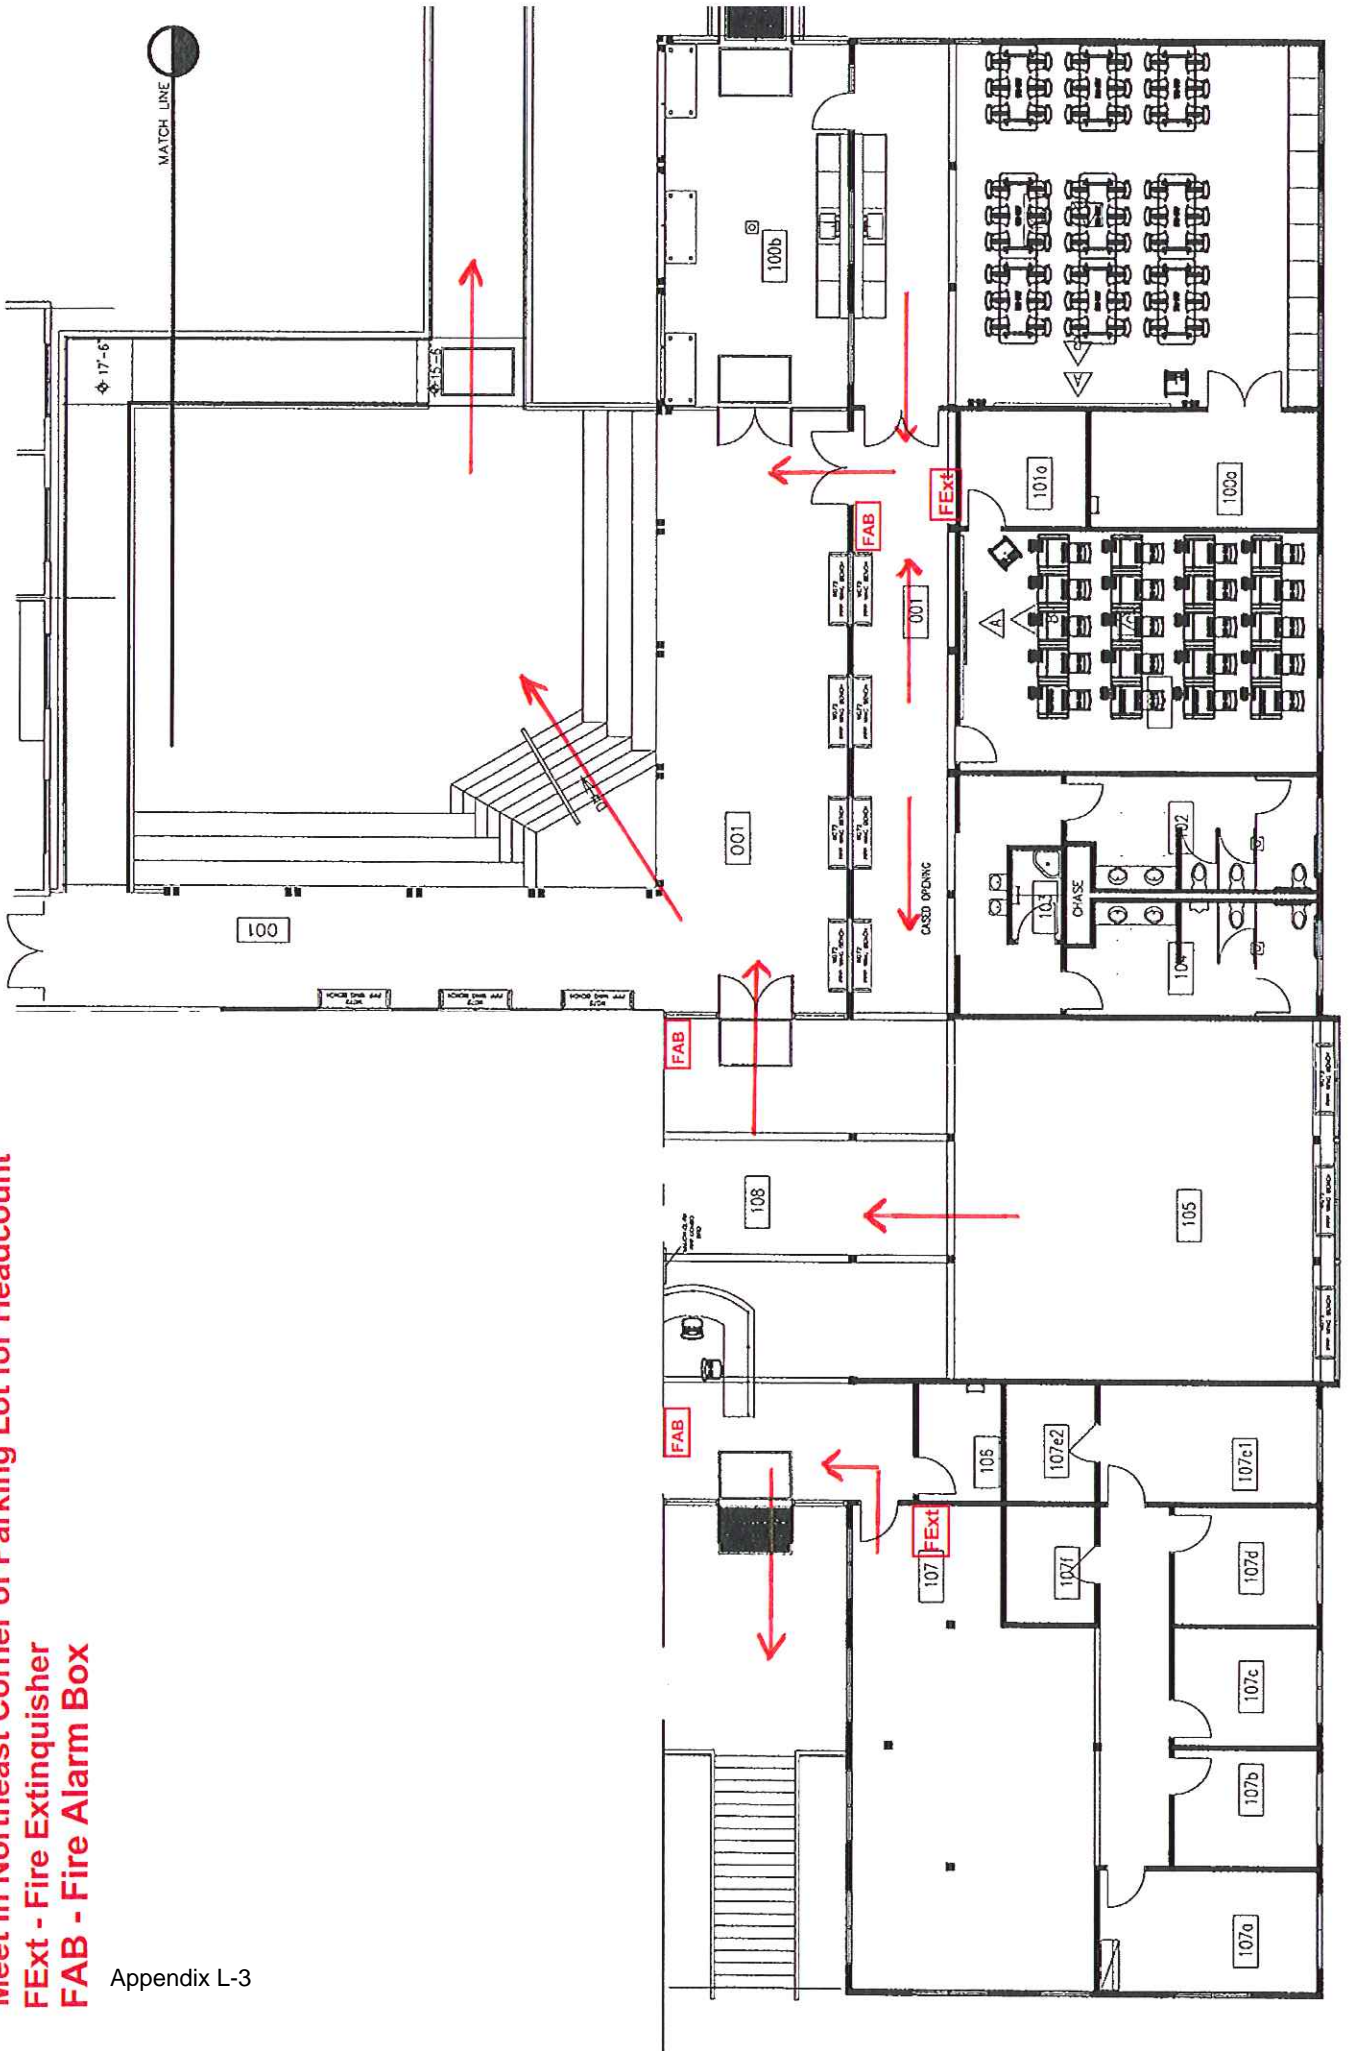 Meet in Northeast Corner of Parking Lot for Headcount
FExt - Fire Extinquisher
FAB - Fire Alarm Box
Appendix L-3
MATCH LINE
17'-6"
15'-6
100b
FExt
FAB
101a
100a
001
A
001
001
CASED OPENING
102
103
CHASE
104
FAB
108
105
FAB
106
107e2
107e1
FExt
107
107f
107d
107c
107b
107a